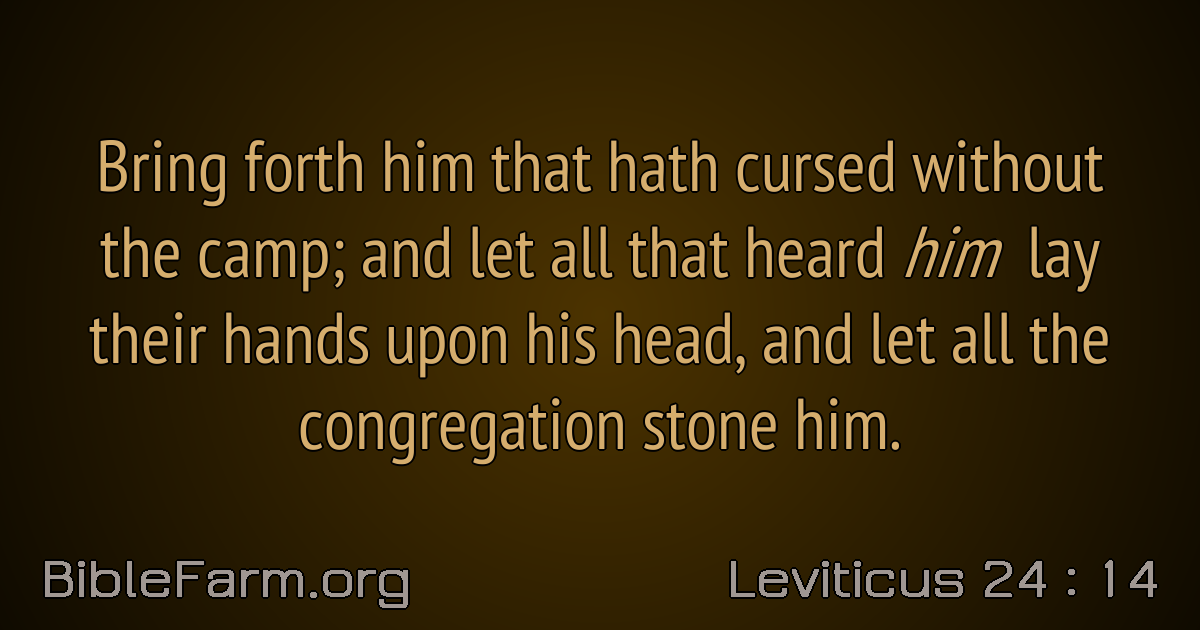 Bring forth him that hath cursed without
the camp; and let all that heard him lay
their hands upon his head, and let all the
congregation stone him.
BibleFarm.org
Leviticus 24 : 14